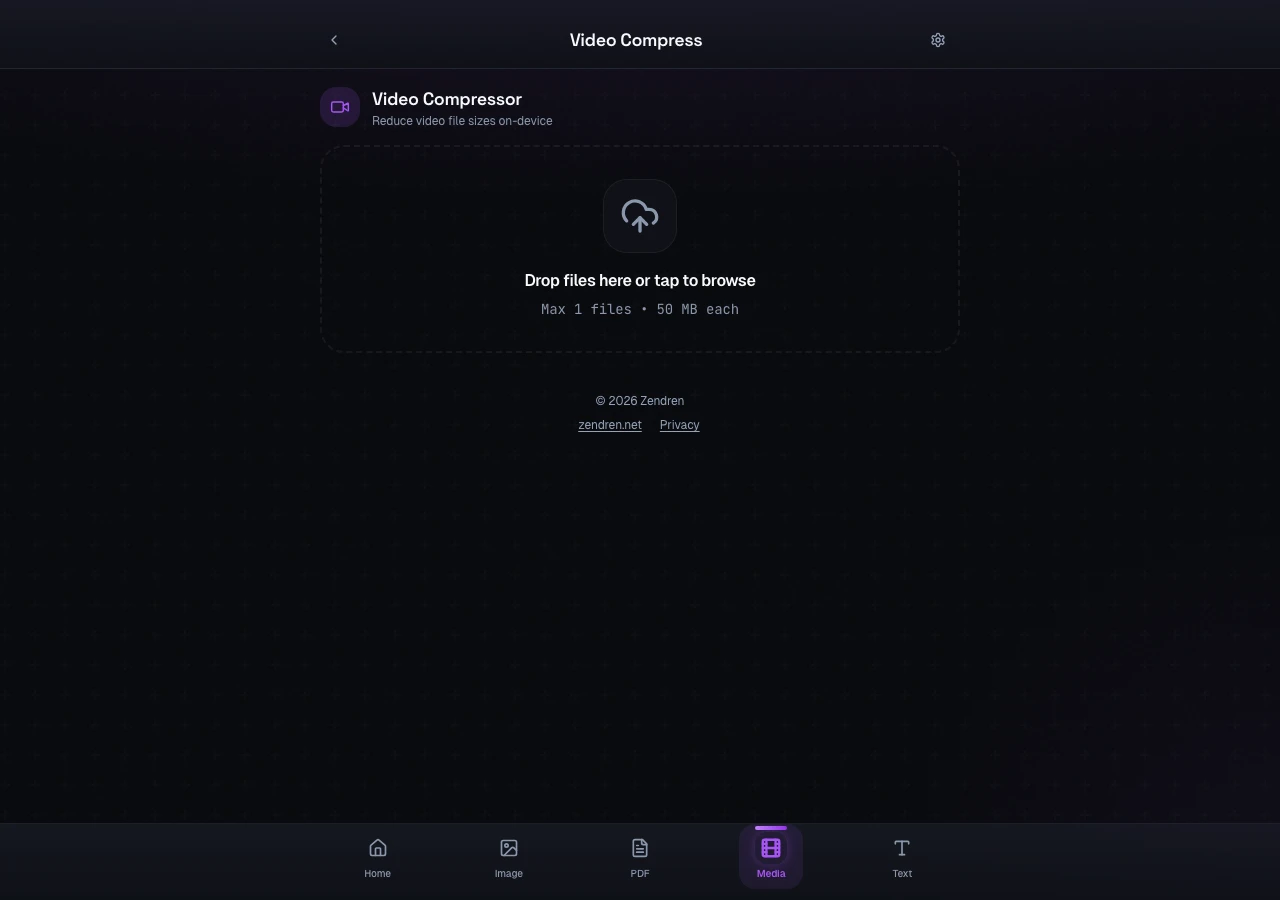 Video Compress
Video Compressor
Reduce video file sizes on-device
Drop files here or tap to browse
Max 1 files • 50 MB each
© 2026 Zendren
zendren.net Privacy
Home Image PDF Media Text